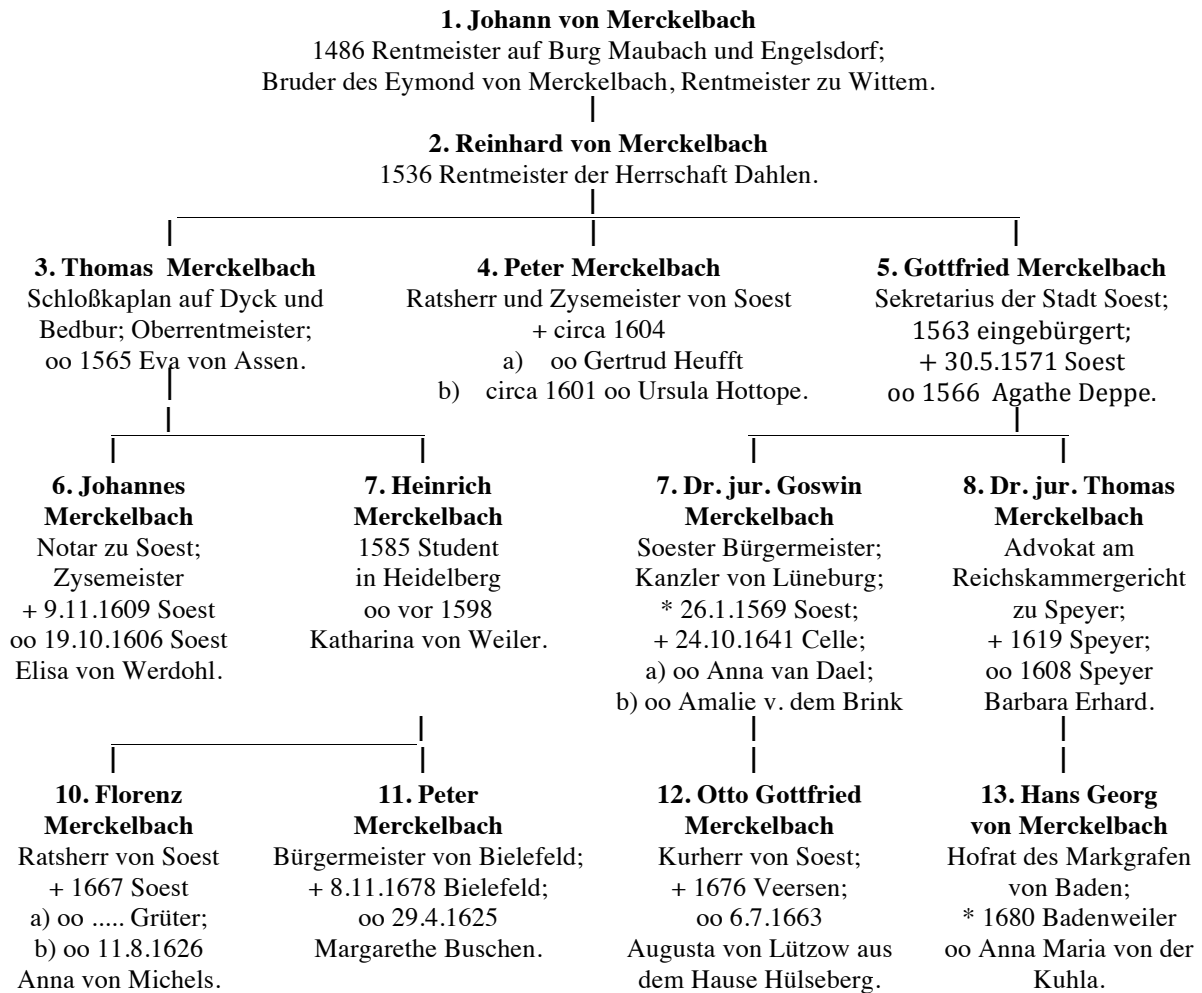 1. Johann von Merckelbach
1486 Rentmeister auf Burg Maubach und Engelsdorf;
Bruder des Eymond von Merckelbach, Rentmeister zu Wittem.
2. Reinhard von Merckelbach
1536 Rentmeister der Herrschaft Dahlen.
3. Thomas Merckelbach
Schloßkaplan auf Dyck und
Bedbur; Oberrentmeister;
oo 1565 Eva von Assen.
4. Peter Merckelbach
Ratsherr und Zysemeister von Soest
+ circa 1604
a) oo Gertrud Heufft
b) circa 1601 oo Ursula Hottope.
5. Gottfried Merckelbach
Sekretarius der Stadt Soest;
1563 eingebürgert;
+ 30.5.1571 Soest
oo 1566 Agathe Deppe.
6. Johannes
Merckelbach
Notar zu Soest;
Zysemeister
+ 9.11.1609 Soest
oo 19.10.1606 Soest
Elisa von Werdohl.
7. Heinrich
Merckelbach
1585 Student
in Heidelberg
oo vor 1598
Katharina von Weiler.
7. Dr. jur. Goswin
Merckelbach
Soester Bürgermeister;
Kanzler von Lüneburg;
* 26.1.1569 Soest;
+ 24.10.1641 Celle;
a) oo Anna van Dael;
b) oo Amalie v. dem Brink
8. Dr. jur. Thomas
Merckelbach
Advokat am
Reichskammergericht
zu Speyer;
+ 1619 Speyer;
oo 1608 Speyer
Barbara Erhard.
10. Florenz
Merckelbach
Ratsherr von Soest
+ 1667 Soest
a) oo ..... Grüter;
b) oo 11.8.1626
Anna von Michels.
11. Peter
Merckelbach
Bürgermeister von Bielefeld;
+ 8.11.1678 Bielefeld;
oo 29.4.1625
Margarethe Buschen.
12. Otto Gottfried
Merckelbach
Kurherr von Soest;
+ 1676 Veersen;
oo 6.7.1663
Augusta von Lützow aus
dem Hause Hülseberg.
13. Hans Georg
von Merckelbach
Hofrat des Markgrafen
von Baden;
* 1680 Badenweiler
oo Anna Maria von der
Kuhla.